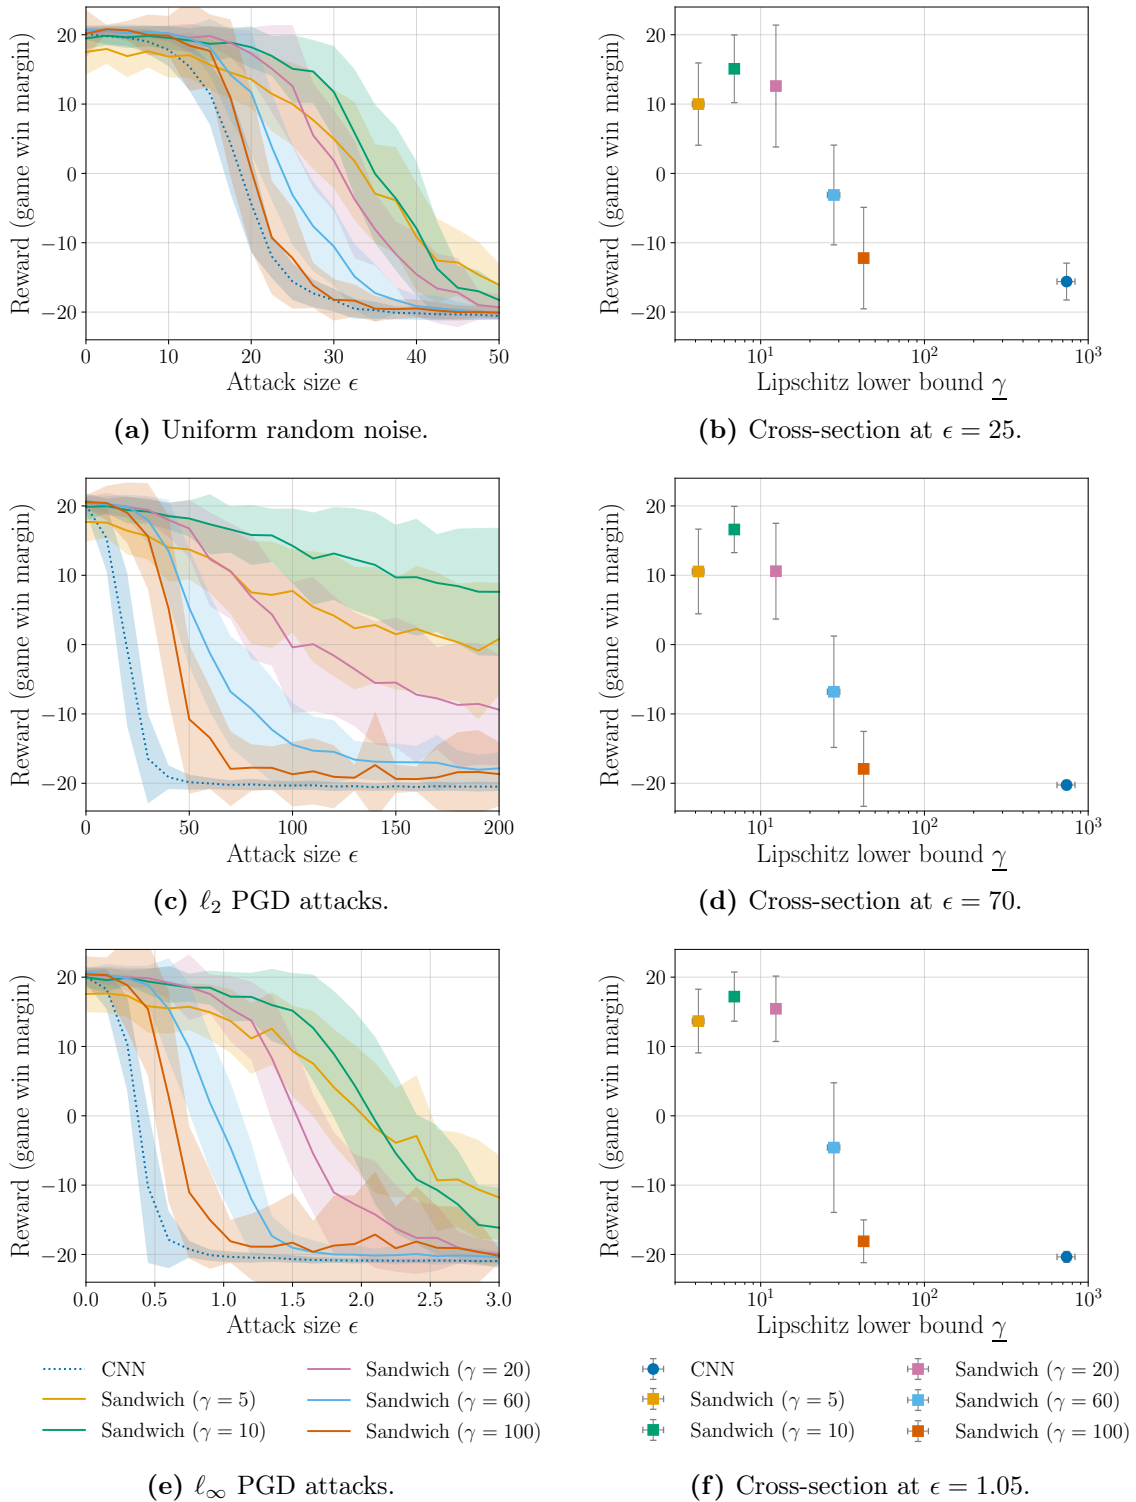 Reward (game win margin)
20
10
0
−10
−20
0 10 20 30 40 50
Attack size ϵ
(a) Uniform random noise.
Reward (game win margin)
20
10
0
−10
−20
10¹ 10² 10³
Lipschitz lower bound γ̲
(b) Cross-section at ϵ = 25.
Reward (game win margin)
20
10
0
−10
−20
0 50 100 150 200
Attack size ϵ
(c) ℓ₂ PGD attacks.
Reward (game win margin)
20
10
0
−10
−20
10¹ 10² 10³
Lipschitz lower bound γ̲
(d) Cross-section at ϵ = 70.
Reward (game win margin)
20
10
0
−10
−20
0.0 0.5 1.0 1.5 2.0 2.5 3.0
Attack size ϵ
CNN
Sandwich (γ = 5)
Sandwich (γ = 10)
Sandwich (γ = 20)
Sandwich (γ = 60)
Sandwich (γ = 100)
(e) ℓ∞ PGD attacks.
Reward (game win margin)
20
10
0
−10
−20
10¹ 10² 10³
Lipschitz lower bound γ̲
CNN
Sandwich (γ = 5)
Sandwich (γ = 10)
Sandwich (γ = 20)
Sandwich (γ = 60)
Sandwich (γ = 100)
(f) Cross-section at ϵ = 1.05.